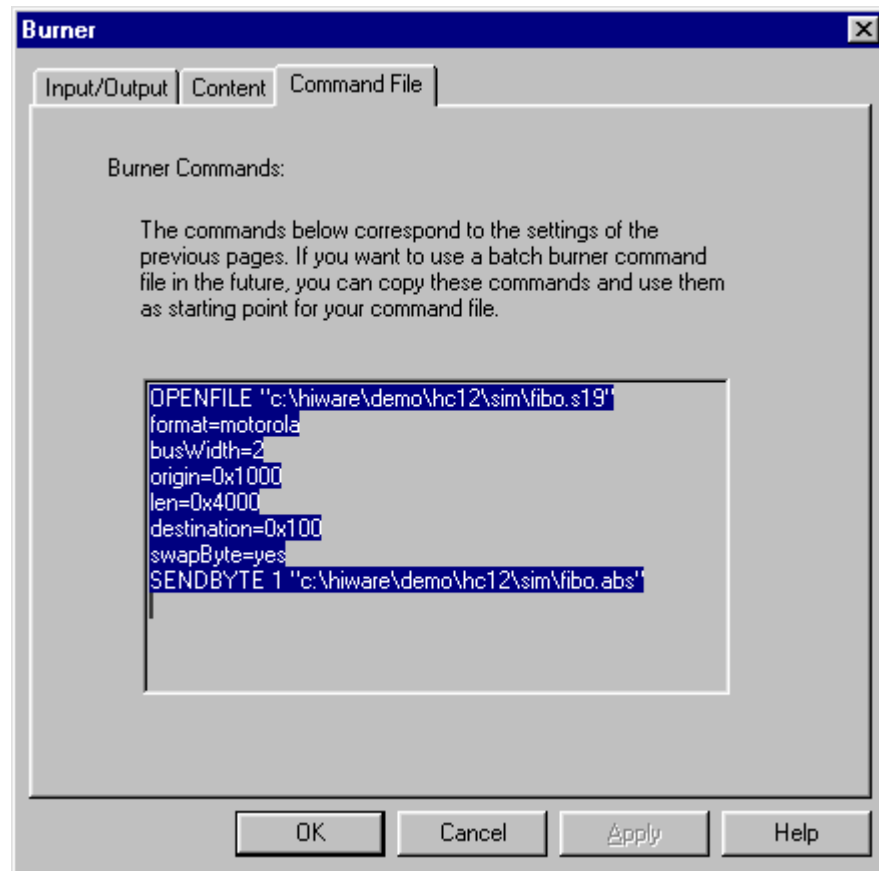 Burner
Input/Output Content Command File
Burner Commands:
The commands below correspond to the settings of the
previous pages. If you want to use a batch burner command
file in the future, you can copy these commands and use them
as starting point for your command file.
OPENFILE "c:\hiware\demo\hc12\sim\fibo.s19"
format=motorola
busWidth=2
origin=0x1000
len=0x4000
destination=0x100
swapByte=yes
SENDBYTE 1 "c:\hiware\demo\hc12\sim\fibo.abs"
OK Cancel Apply Help